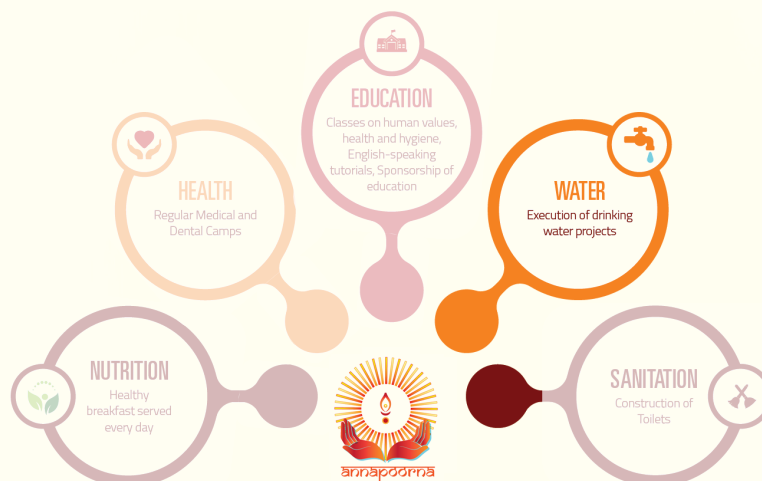 EDUCATION
Classes on human values,
health and hygiene,
English-speaking
tutorials, Sponsorship of
education
HEALTH
Regular Medical and
Dental Camps
WATER
Execution of drinking
water projects
NUTRITION
Healthy
breakfast served
every day
SANITATION
Construction of
Toilets
annapoorna